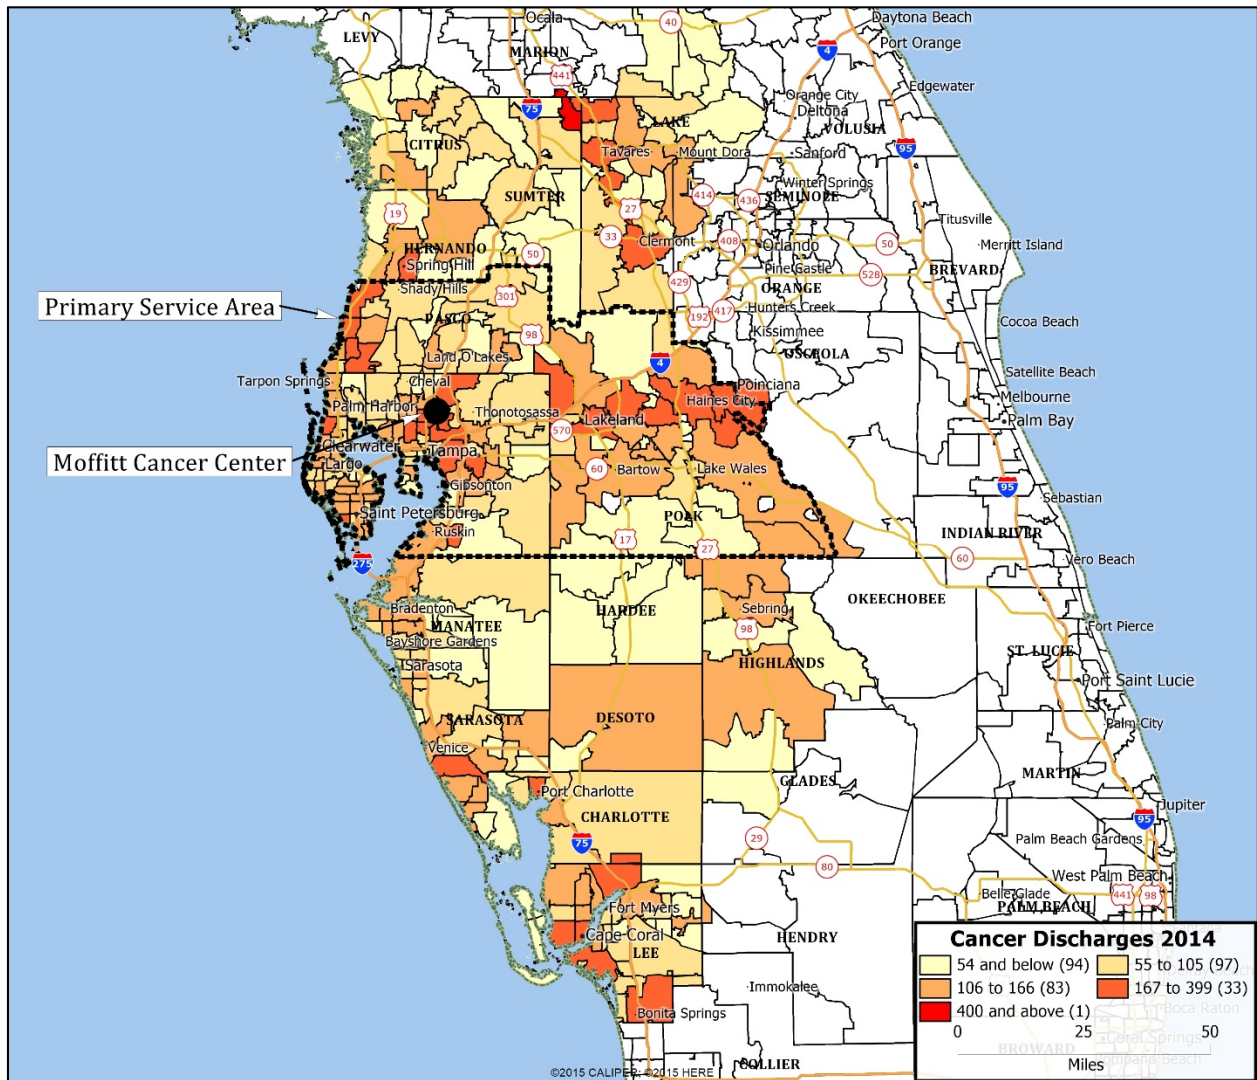 Ocala
40
Daytona Beach
LEVY
Port Orange
MARION
4
441
Edgewater
75
Orange City
Deltona
LAKE
VOLUSIA
CITRUS
95
Tavares
Mount Dora
Sanford
Winter Springs
SUMTER
414
436
SEMINOLE
19
27
Titusville
33
Clermont
408
Orlando
50
Merritt Island
HERNANDO
50
Spring Hill
Pine Castle
528
BREVARD
Shady Hills
429
ORANGE
Primary Service Area
301
417
Hunters Creek
192
PASCO
Cocoa Beach
98
Kissimmee
Land O'Lakes
4
OSCEOLA
Satellite Beach
Tarpon Springs
Cheval
Poinciana
Melbourne
Palm Harbor
Thonotosassa
Haines City
Palm Bay
Lakeland
570
Clearwater
Tampa
Moffitt Cancer Center
Largo
60
Bartow
Lake Wales
Gibsonton
95
Sebastian
Saint Petersburg
POLK
Ruskin
INDIAN RIVER
17
27
60
Vero Beach
275
OKEECHOBEE
Bradenton
HARDEE
Sebring
MANATEE
98
Fort Pierce
Bayshore Gardens
ST. LUCIE
Sarasota
HIGHLANDS
Port Saint Lucie
SARASOTA
DESOTO
Palm City
Venice
MARTIN
GLADES
Port Charlotte
Jupiter
CHARLOTTE
95
75
29
Palm Beach Gardens
80
West Palm Beach
Belle Glade
441
98
Fort Myers
PALM BEACH
Cape Coral
HENDRY
LEE
Cancer Discharges 2014
54 and below (94)
55 to 105 (97)
106 to 166 (83)
167 to 399 (33)
400 and above (1)
Immokalee
Boca Raton
Bonita Springs
0 25 50
Coral Springs
BROWARD
Pompano Beach
Miles
COLLIER
©2015 CALIPER; ©2015 HERE